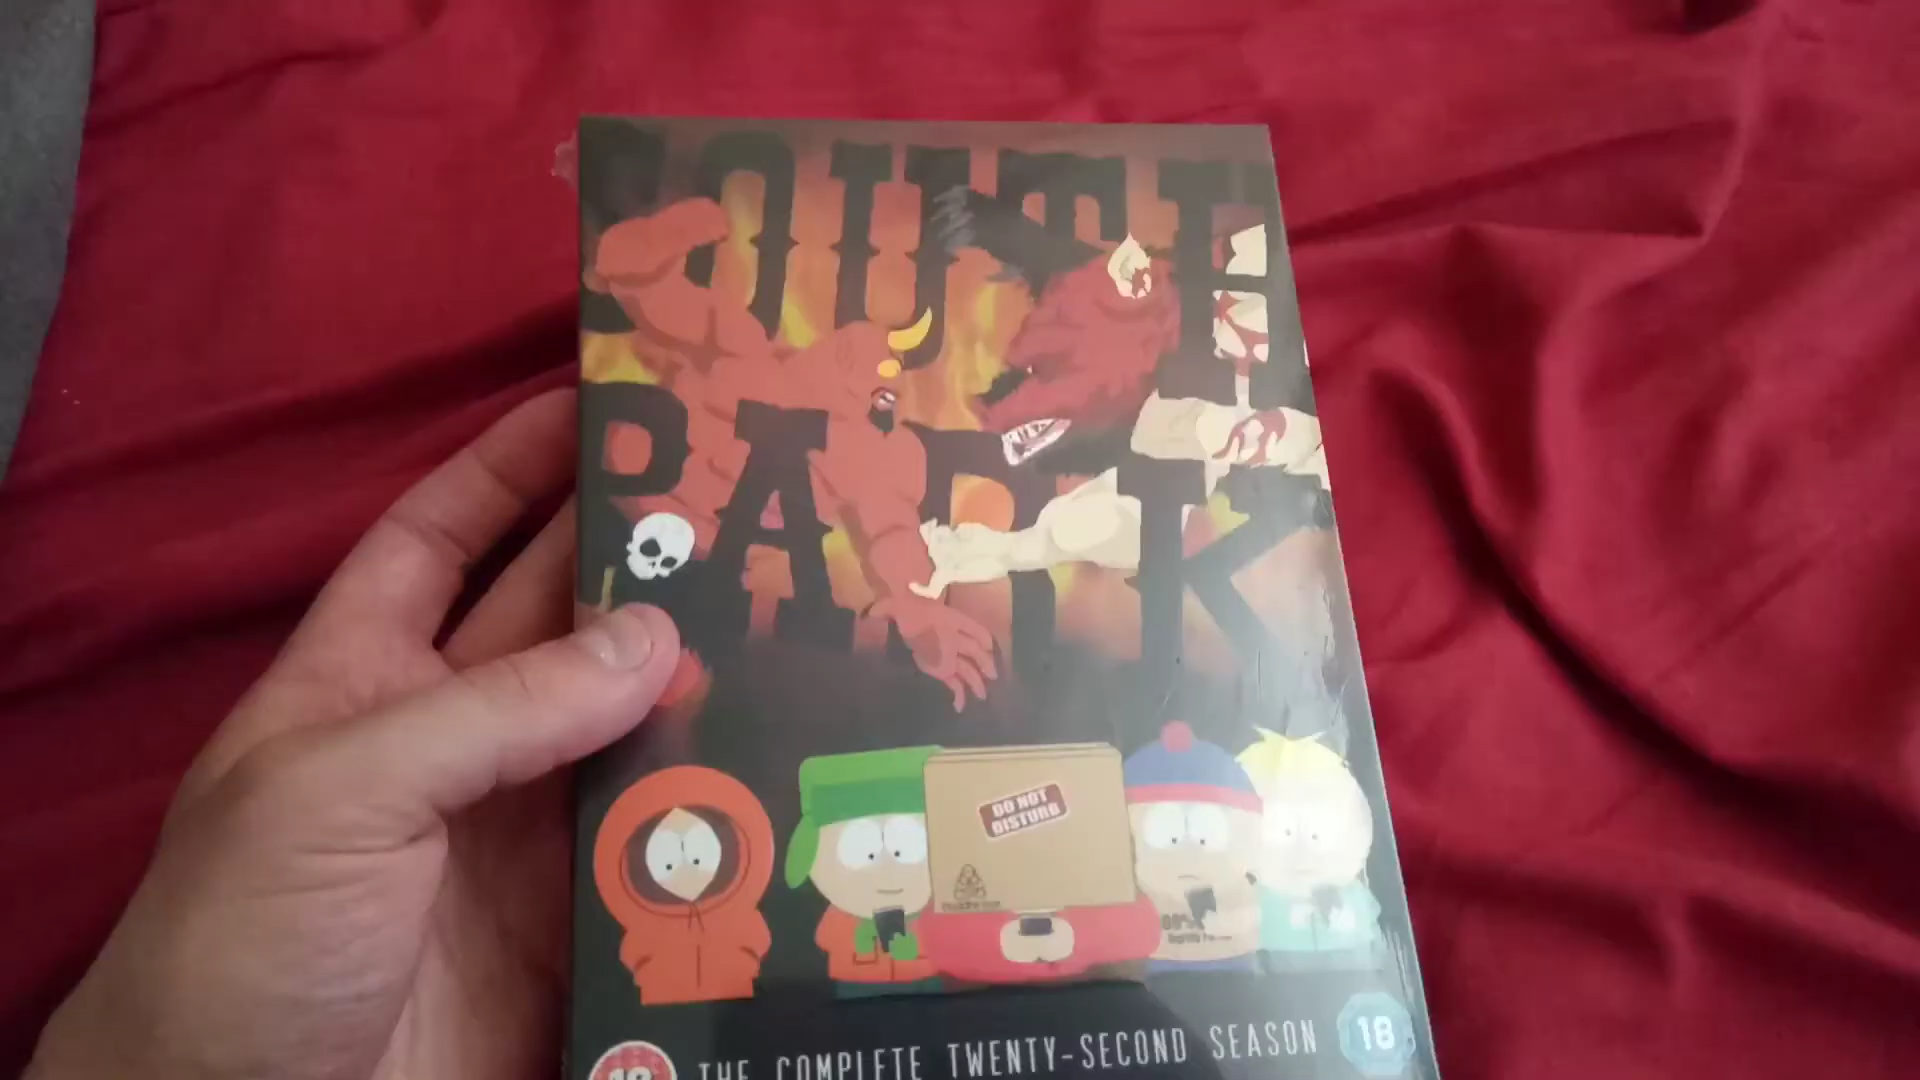 SOUTH
PARK
DO NOT
DISTURB
THE COMPLETE TWENTY-SECOND SEASON
18
18